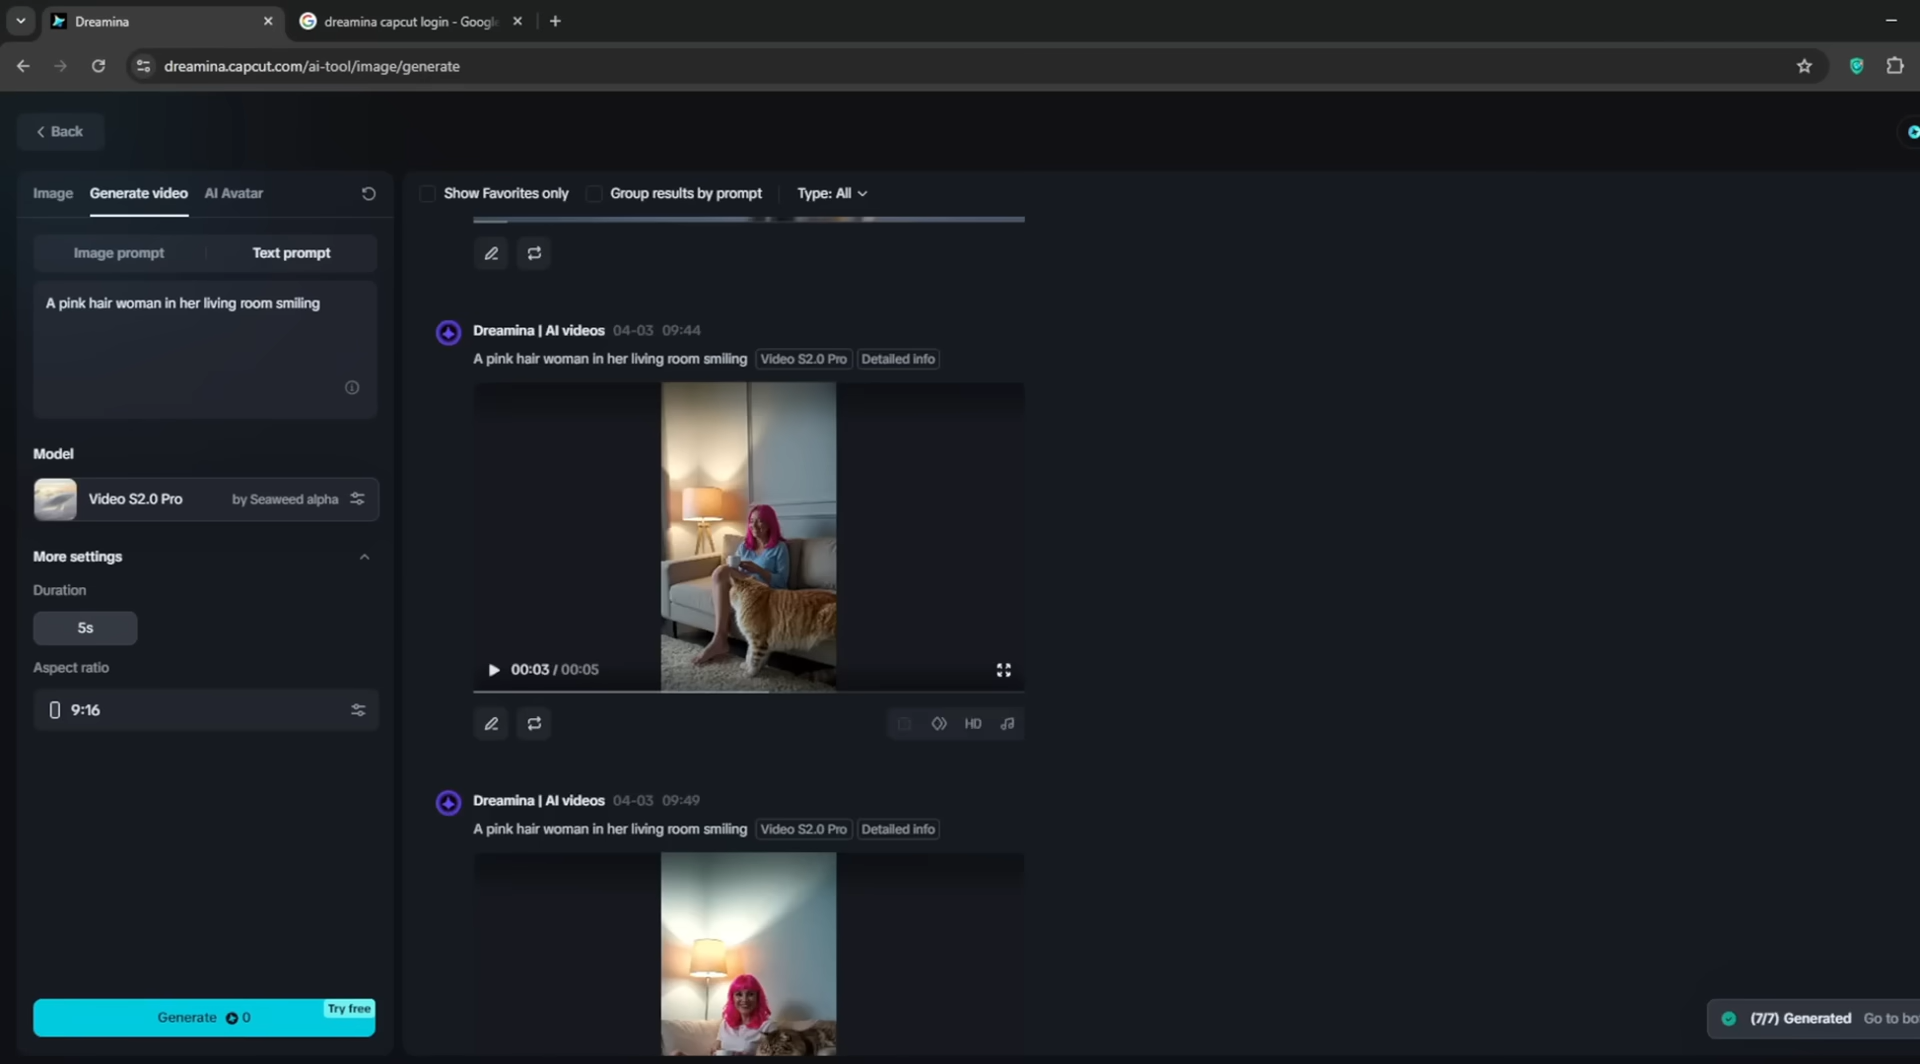 Dreamina
dreamina capcut login - Google
dreamina.capcut.com/ai-tool/image/generate
Back
Image
Generate video
AI Avatar
Show Favorites only
Group results by prompt
Type: All
Image prompt
Text prompt
A pink hair woman in her living room smiling
Model
Video S2.0 Pro
by Seaweed alpha
More settings
Duration
5s
Aspect ratio
9:16
Generate 0
Try free
Dreamina | AI videos 04-03 09:44
A pink hair woman in her living room smiling Video S2.0 Pro Detailed info
00:03 / 00:05
HD
Dreamina | AI videos 04-03 09:49
A pink hair woman in her living room smiling Video S2.0 Pro Detailed info
(7/7) Generated Go to bo